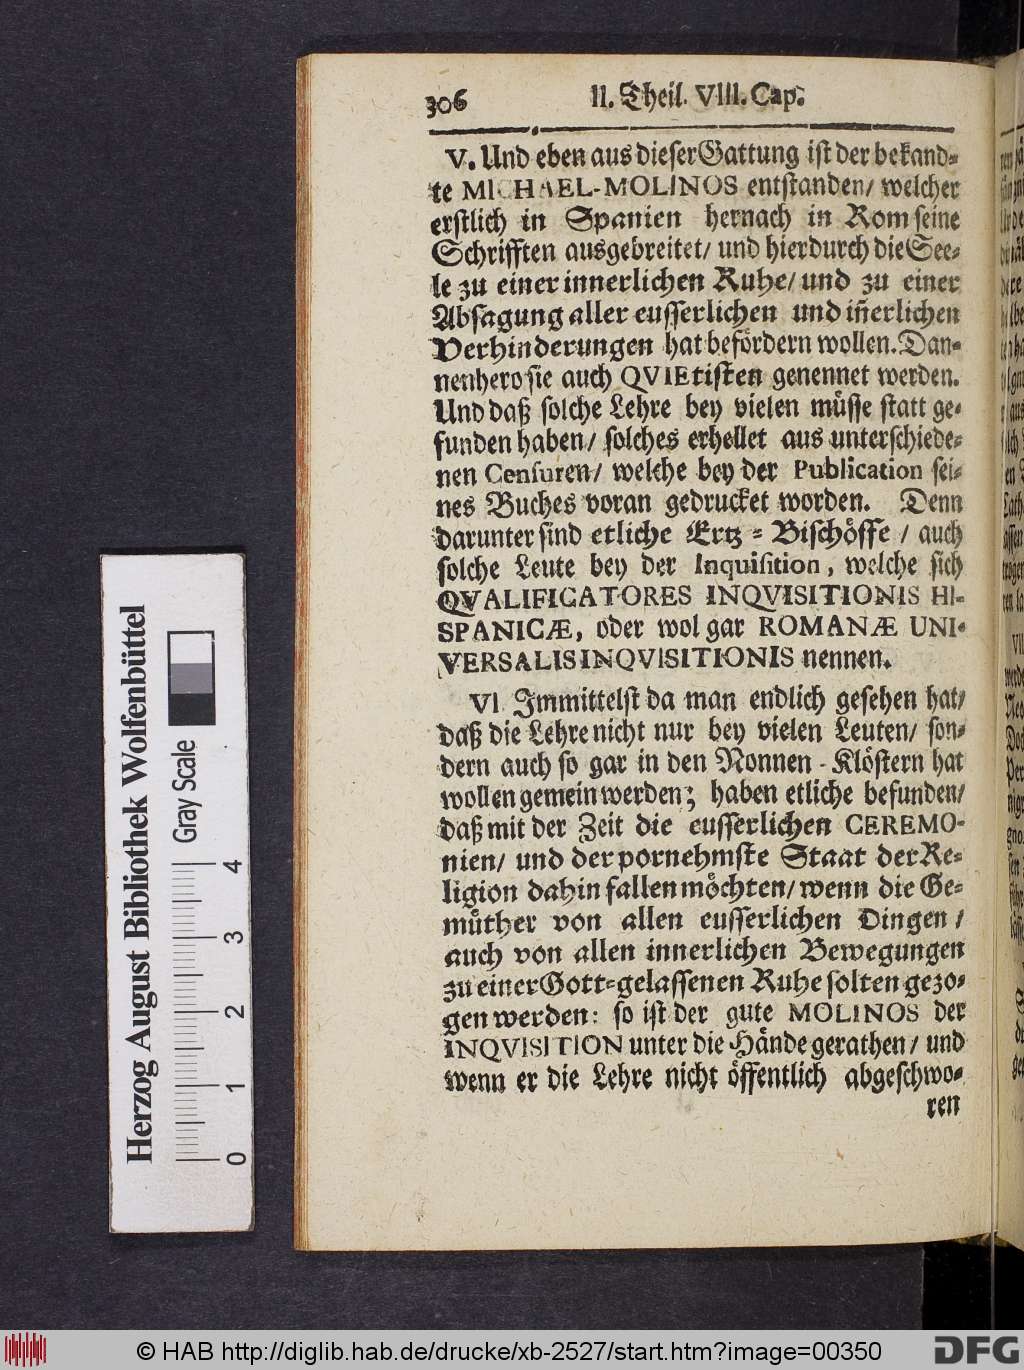 306 II. Theil. VIII. Cap.
V. Und eben aus dieser Gattung ist der bekand-
te MICHAEL-MOLINOS entstanden/ welcher
erstlich in Spanien hernach in Rom seine
Schrifften ausgebreitet/ und hierdurch die See-
le zu einer innerlichen Ruhe/ und zu einer
Absagung aller eusserlichen und iñerlichen
Verhinderungen hat befördern wollen. Dan-
nenhero sie auch QVIEtisten genennet werden.
Und daß solche Lehre bey vielen müsse statt ge-
funden haben/ solches erhellet aus unterschiede-
nen Censuren/ welche bey der Publication sei-
nes Buches voran gedrucket worden. Denn
darunter sind etliche Ertz-Bischöffe / auch
solche Leute bey der Inquisition, welche sich
QVALIFICATORES INQVISITIONIS HI-
SPANICÆ, oder wol gar ROMANÆ UNI-
VERSALIS INQVISITIONIS nennen.
VI. Immittelst da man endlich gesehen hat/
daß die Lehre nicht nur bey vielen Leuten/ son-
dern auch so gar in den Nonnen-Klöstern hat
wollen gemein werden; haben etliche befunden/
daß mit der Zeit die eusserlichen CEREMO-
nien/ und der pornehmste Staat der Re-
ligion dahin fallen möchten/ wenn die Ge-
müther von allen eusserlichen Dingen /
auch von allen innerlichen Bewegungen
zu einer Gott-gelassenen Ruhe solten gezo-
gen werden: so ist der gute MOLINOS der
INQVISITION unter die Hände gerathen/ und
wenn er die Lehre nicht öffentlich abgeschwo-
ren
Herzog August Bibliothek Wolfenbüttel
Gray Scale
0 1 2 3 4
© HAB http://diglib.hab.de/drucke/xb-2527/start.htm?image=00350
DFG